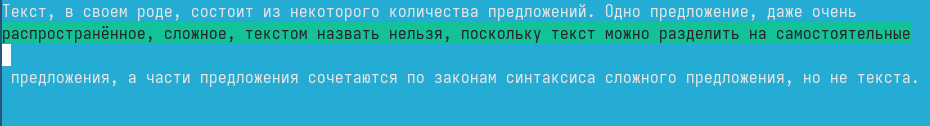 Текст, в своем роде, состоит из некоторого количества предложений. Одно предложение, даже очень
распространённое, сложное, текстом назвать нельзя, поскольку текст можно разделить на самостоятельные
предложения, а части предложения сочетаются по законам синтаксиса сложного предложения, но не текста.